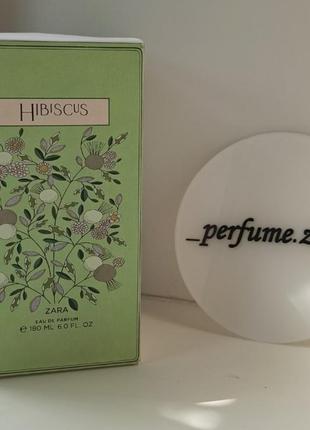 HIBISCUS
ZARA
EAU DE PARFUM
℮ 180 ML 6.0 FL. OZ
_perfume.z